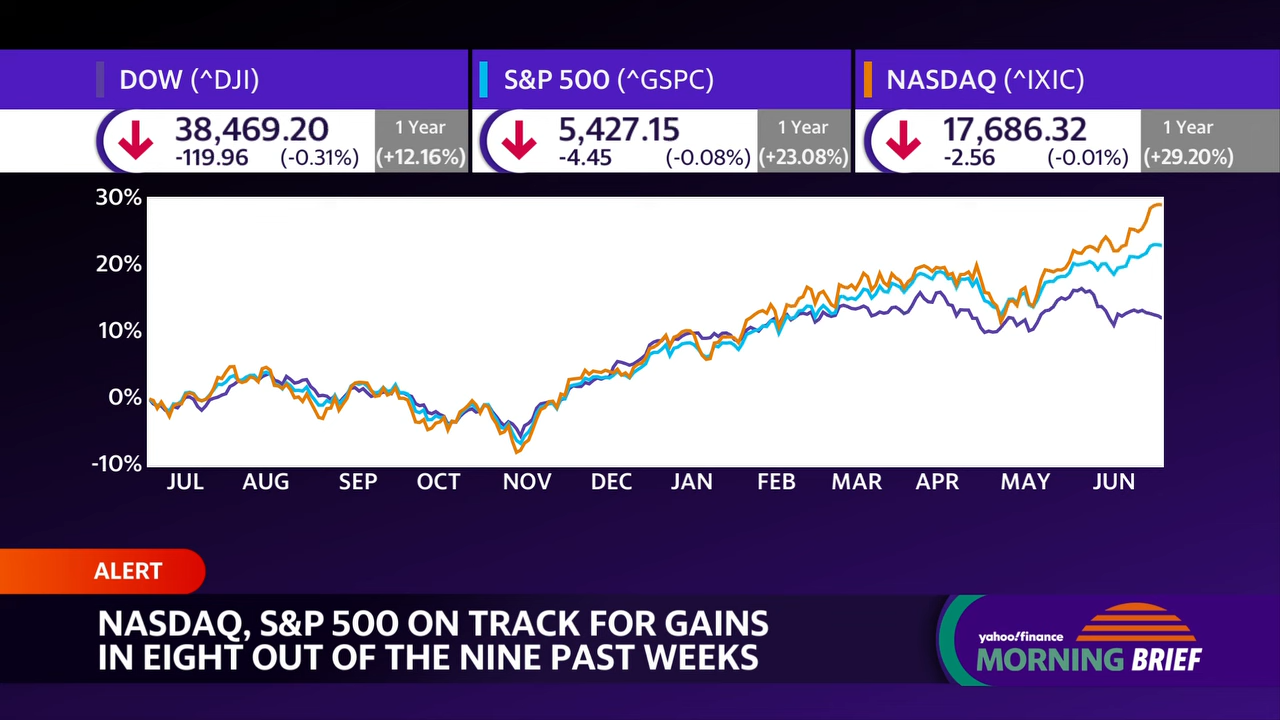 DOW (^DJI)
38,469.20
-119.96 (-0.31%)
1 Year
(+12.16%)
S&P 500 (^GSPC)
5,427.15
-4.45 (-0.08%)
1 Year
(+23.08%)
NASDAQ (^IXIC)
17,686.32
-2.56 (-0.01%)
1 Year
(+29.20%)
30%
20%
10%
0%
-10%
JUL AUG SEP OCT NOV DEC JAN FEB MAR APR MAY JUN
ALERT
NASDAQ, S&P 500 ON TRACK FOR GAINS
IN EIGHT OUT OF THE NINE PAST WEEKS
yahoo!finance
MORNING BRIEF